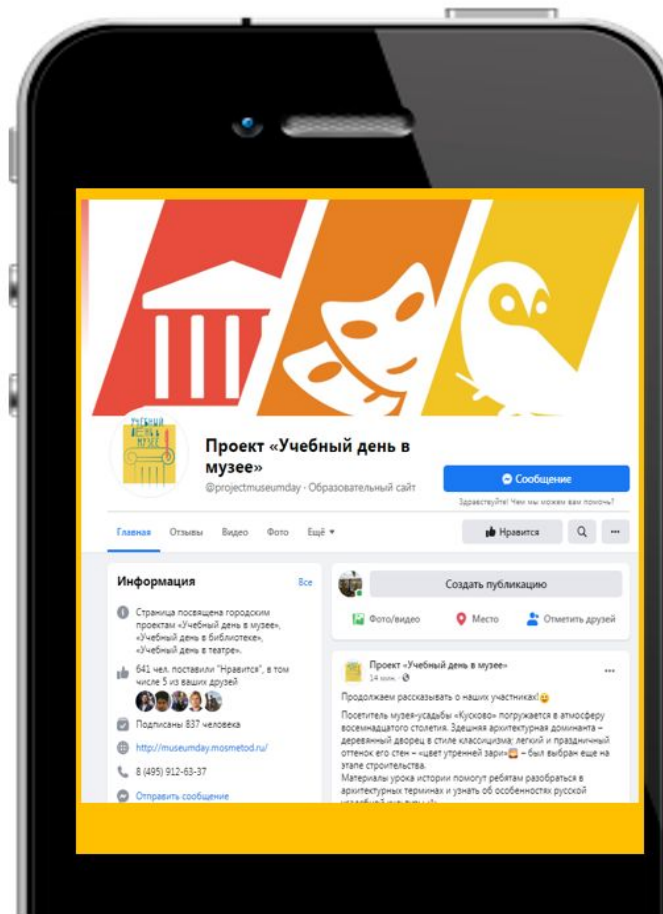 УЧЕБНЫЙ
ДЕНЬ В
МУЗЕЕ
Проект «Учебный день в
музее»
@projectmuseumday · Образовательный сайт
Сообщение
Здравствуйте! Чем мы можем вам помочь?
Главная Отзывы Видео Фото Ещё
Нравится
Информация Все
Страница посвящена городским
проектам «Учебный день в музее»,
«Учебный день в библиотеке»,
«Учебный день в театре».
641 чел. поставили "Нравится", в том
числе 5 из ваших друзей
Подписаны 837 человека
http://museumday.mosmetod.ru/
8 (495) 912-63-37
Отправить сообщение
Создать публикацию
Фото/видео Место Отметить друзей
Проект «Учебный день в музее»
14 мин. ·
Продолжаем рассказывать о наших участниках!
Посетитель музея-усадьбы «Кусково» погружается в атмосферу
восемнадцатого столетия. Здешняя архитектурная доминанта –
деревянный дворец в стиле классицизма; легкий и праздничный
оттенок его стен – «цвет утренней зари» – был выбран еще на
этапе строительства.
Материалы урока истории помогут ребятам разобраться в
архитектурных терминах и узнать об особенностях русской